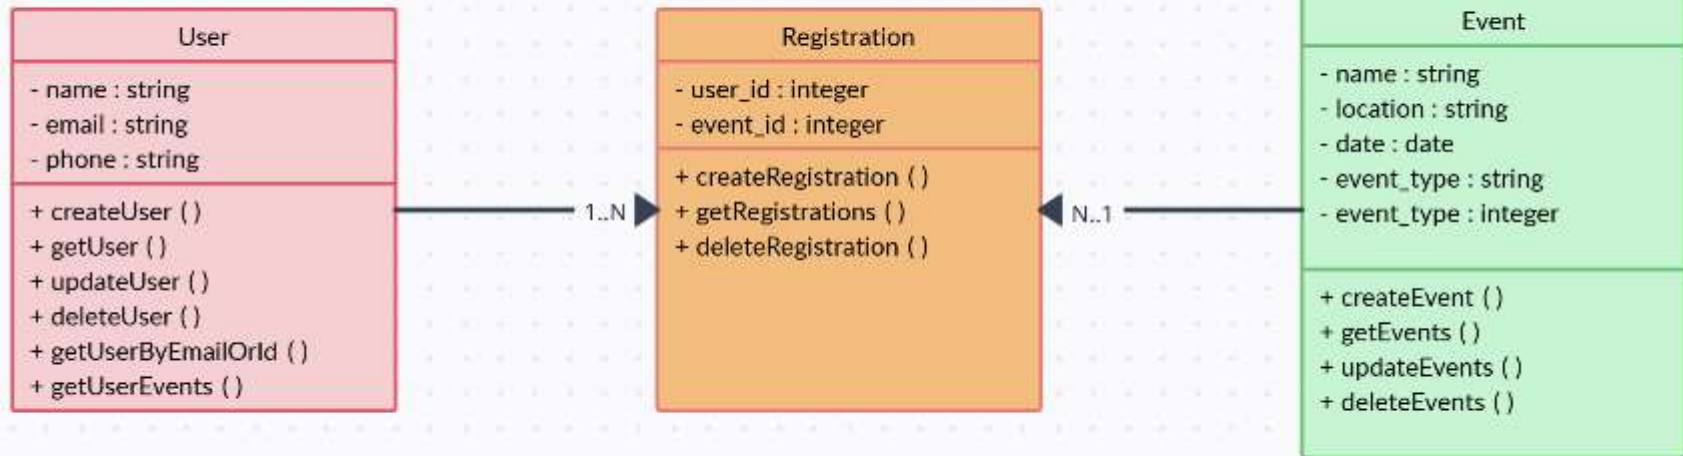 User
- name : string
- email : string
- phone : string
+ createUser ( )
+ getUser ( )
+ updateUser ( )
+ deleteUser ( )
+ getUserByEmailOrId ( )
+ getUserEvents ( )
1..N
Registration
- user_id : integer
- event_id : integer
+ createRegistration ( )
+ getRegistrations ( )
+ deleteRegistration ( )
N..1
Event
- name : string
- location : string
- date : date
- event_type : string
- event_type : integer
+ createEvent ( )
+ getEvents ( )
+ updateEvents ( )
+ deleteEvents ( )